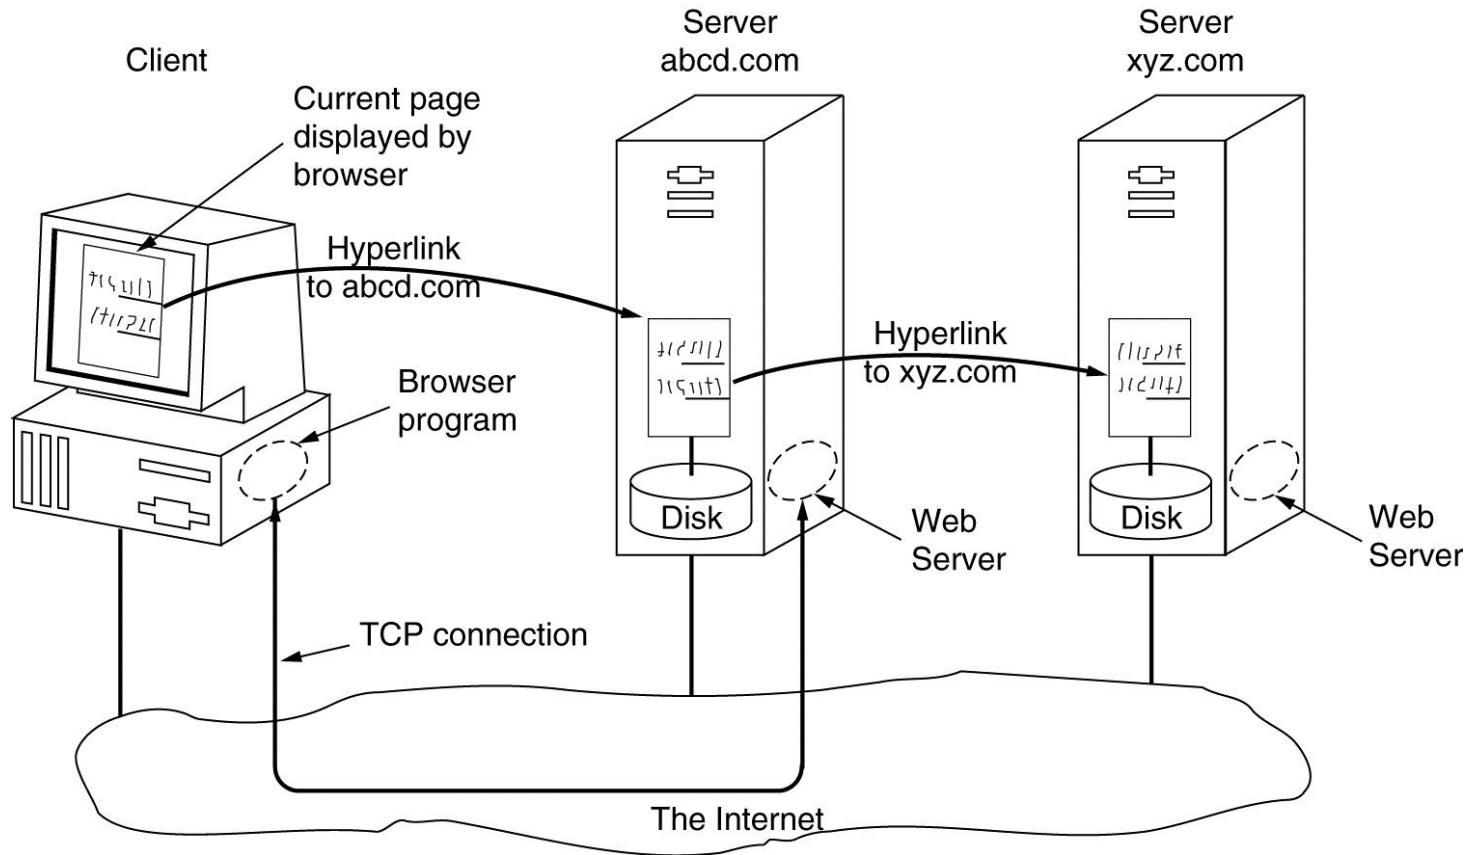 Client
Server
abcd.com
Server
xyz.com
Current page
displayed by
browser
Hyperlink
to abcd.com
Hyperlink
to xyz.com
Browser
program
Disk
Web
Server
Disk
Web
Server
TCP connection
The Internet